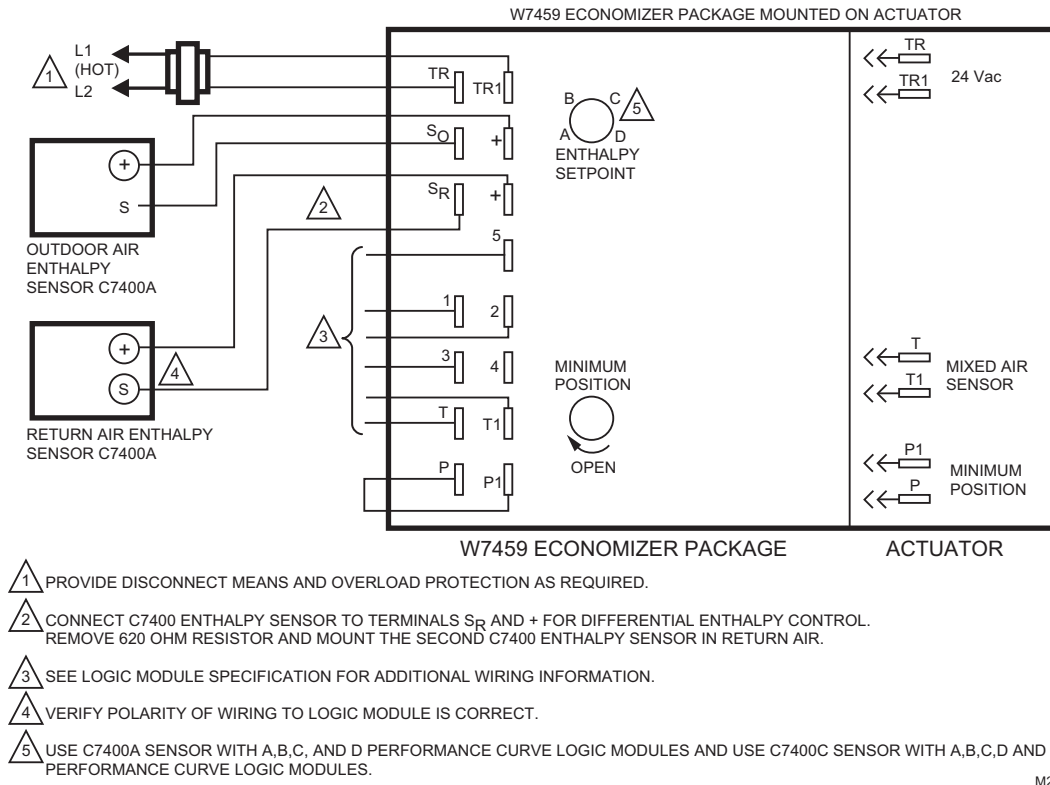 W7459 ECONOMIZER PACKAGE MOUNTED ON ACTUATOR
1
L1
(HOT)
L2
TR
TR1
SO
+
SR
+
5
1
2
3
4
T
T1
P
P1
+
S
OUTDOOR AIR
ENTHALPY
SENSOR C7400A
2
3
+
S
4
RETURN AIR ENTHALPY
SENSOR C7400A
B
C
5
A
D
ENTHALPY
SETPOINT
MINIMUM
POSITION
OPEN
TR
TR1
24 Vac
T
T1
MIXED AIR
SENSOR
P1
P
MINIMUM
POSITION
W7459 ECONOMIZER PACKAGE
ACTUATOR
1 PROVIDE DISCONNECT MEANS AND OVERLOAD PROTECTION AS REQUIRED.
2 CONNECT C7400 ENTHALPY SENSOR TO TERMINALS SR AND + FOR DIFFERENTIAL ENTHALPY CONTROL.
REMOVE 620 OHM RESISTOR AND MOUNT THE SECOND C7400 ENTHALPY SENSOR IN RETURN AIR.
3 SEE LOGIC MODULE SPECIFICATION FOR ADDITIONAL WIRING INFORMATION.
4 VERIFY POLARITY OF WIRING TO LOGIC MODULE IS CORRECT.
5 USE C7400A SENSOR WITH A,B,C, AND D PERFORMANCE CURVE LOGIC MODULES AND USE C7400C SENSOR WITH A,B,C,D AND
PERFORMANCE CURVE LOGIC MODULES.